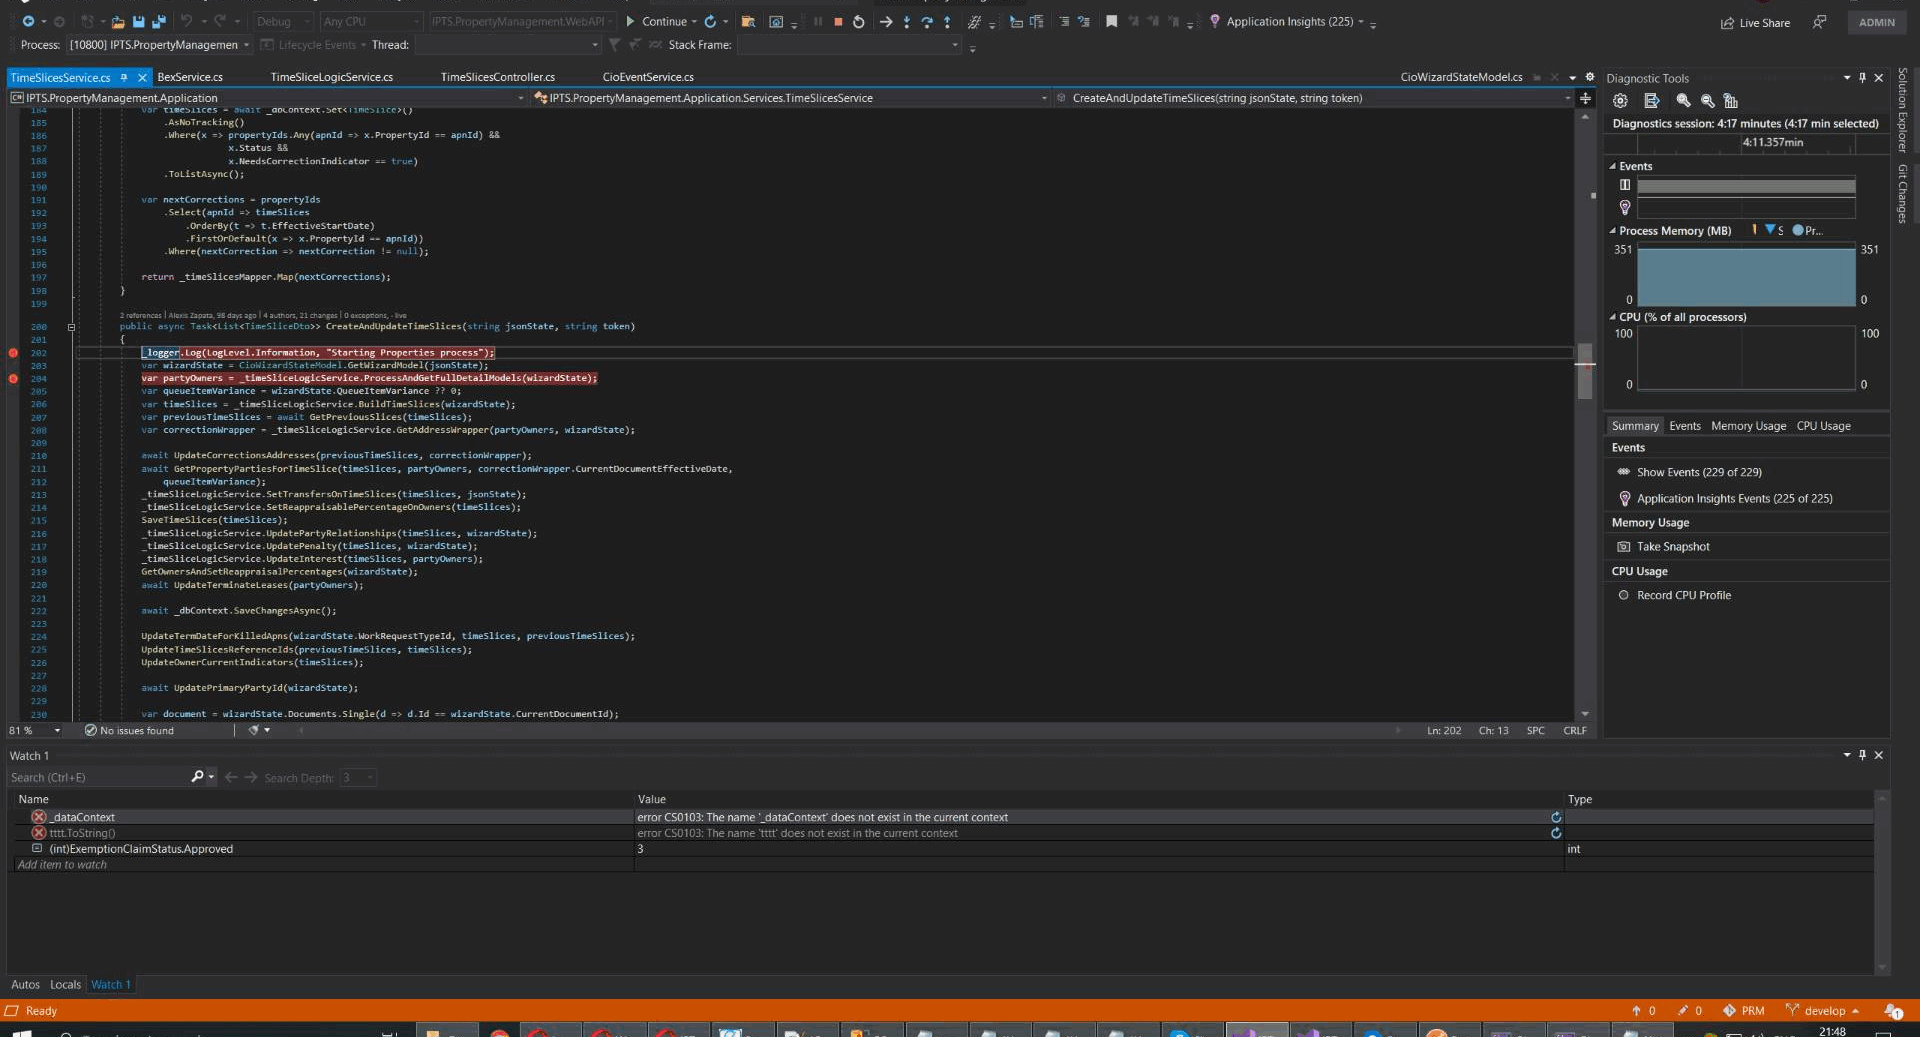 Debug Any CPU IPTS.PropertyManagement.WebAPI Continue Application Insights (225) Live Share ADMIN
Process: [10800] IPTS.PropertyManagemen Lifecycle Events Thread: Stack Frame:
TimeSlicesService.cs BexService.cs TimeSliceLogicService.cs TimeSlicesController.cs CioEventService.cs CioWizardStateModel.cs
IPTS.PropertyManagement.Application IPTS.PropertyManagement.Application.Services.TimeSlicesService CreateAndUpdateTimeSlices(string jsonState, string token)
184 var timeSlices = await _dbContext.Set<TimeSlice>()
185 .AsNoTracking()
186 .Where(x => propertyIds.Any(apnId => x.PropertyId == apnId) &&
187 x.Status &&
188 x.NeedsCorrectionIndicator == true)
189 .ToListAsync();
190
191 var nextCorrections = propertyIds
192 .Select(apnId => timeSlices
193 .OrderBy(t => t.EffectiveStartDate)
194 .FirstOrDefault(x => x.PropertyId == apnId))
195 .Where(nextCorrection => nextCorrection != null);
196
197 return _timeSlicesMapper.Map(nextCorrections);
198 }
199
2 references | Alexis Zapata, 98 days ago | 4 authors, 21 changes | 0 exceptions, - live
200 public async Task<List<TimeSliceDto>> CreateAndUpdateTimeSlices(string jsonState, string token)
201 {
202 _logger.Log(LogLevel.Information, "Starting Properties process");
203 var wizardState = CioWizardStateModel.GetWizardModel(jsonState);
204 var partyOwners = _timeSliceLogicService.ProcessAndGetFullDetailModels(wizardState);
205 var queueItemVariance = wizardState.QueueItemVariance ?? 0;
206 var timeSlices = _timeSliceLogicService.BuildTimeSlices(wizardState);
207 var previousTimeSlices = await GetPreviousSlices(timeSlices);
208 var correctionWrapper = _timeSliceLogicService.GetAddressWrapper(partyOwners, wizardState);
209
210 await UpdateCorrectionsAddresses(previousTimeSlices, correctionWrapper);
211 await GetPropertyPartiesForTimeSlice(timeSlices, partyOwners, correctionWrapper.CurrentDocumentEffectiveDate,
212 queueItemVariance);
213 _timeSliceLogicService.SetTransfersOnTimeSlices(timeSlices, jsonState);
214 _timeSliceLogicService.SetReappraisablePercentageOnOwners(timeSlices);
215 SaveTimeSlices(timeSlices);
216 _timeSliceLogicService.UpdatePartyRelationships(timeSlices, wizardState);
217 _timeSliceLogicService.UpdatePenalty(timeSlices, wizardState);
218 _timeSliceLogicService.UpdateInterest(timeSlices, partyOwners);
219 GetOwnersAndSetReappraisalPercentages(wizardState);
220 await UpdateTerminateLeases(partyOwners);
221
222 await _dbContext.SaveChangesAsync();
223
224 UpdateTermDateForKilledApns(wizardState.WorkRequestTypeId, timeSlices, previousTimeSlices);
225 UpdateTimeSlicesReferenceIds(previousTimeSlices, timeSlices);
226 UpdateOwnerCurrentIndicators(timeSlices);
227
228 await UpdatePrimaryPartyId(wizardState);
229
230 var document = wizardState.Documents.Single(d => d.Id == wizardState.CurrentDocumentId);
81 % No issues found Ln: 202 Ch: 13 SPC CRLF
Diagnostic Tools
Diagnostics session: 4:17 minutes (4:17 min selected)
4:11.357min
Events
Process Memory (MB) S Pr...
351 351
0 0
CPU (% of all processors)
100 100
0 0
Summary Events Memory Usage CPU Usage
Events
Show Events (229 of 229)
Application Insights Events (225 of 225)
Memory Usage
Take Snapshot
CPU Usage
Record CPU Profile
Solution Explorer
Git Changes
Watch 1
Search (Ctrl+E) Search Depth: 3
Name Value Type
_dataContext error CS0103: The name '_dataContext' does not exist in the current context
tttt.ToString() error CS0103: The name 'tttt' does not exist in the current context
(int)ExemptionClaimStatus.Approved 3 int
Add item to watch
Autos Locals Watch 1
Ready 0 0 PRM develop 1
21:48